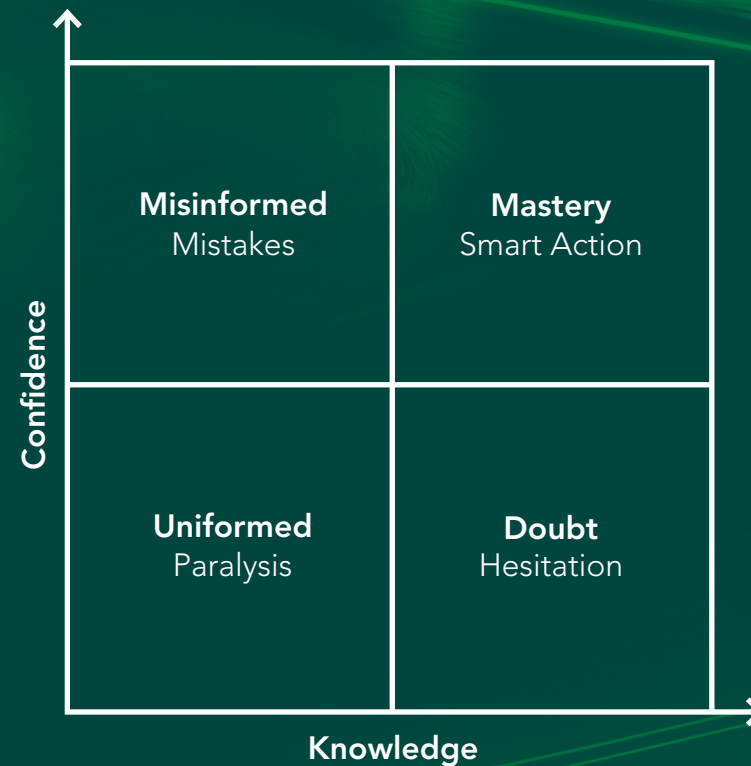 Misinformed
Mistakes
Mastery
Smart Action
Confidence
Uniformed
Paralysis
Doubt
Hesitation
Knowledge